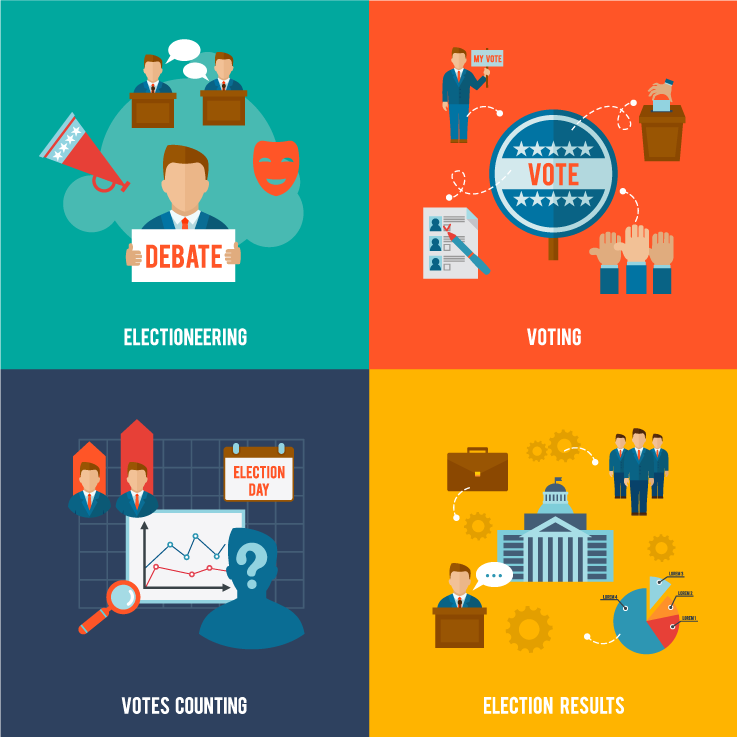 DEBATE
ELECTIONEERING
MY VOTE
VOTE
VOTING
ELECTION
DAY
?
VOTES COUNTING
LOREM 3
LOREM 4
LOREM 2
LOREM 1
ELECTION RESULTS